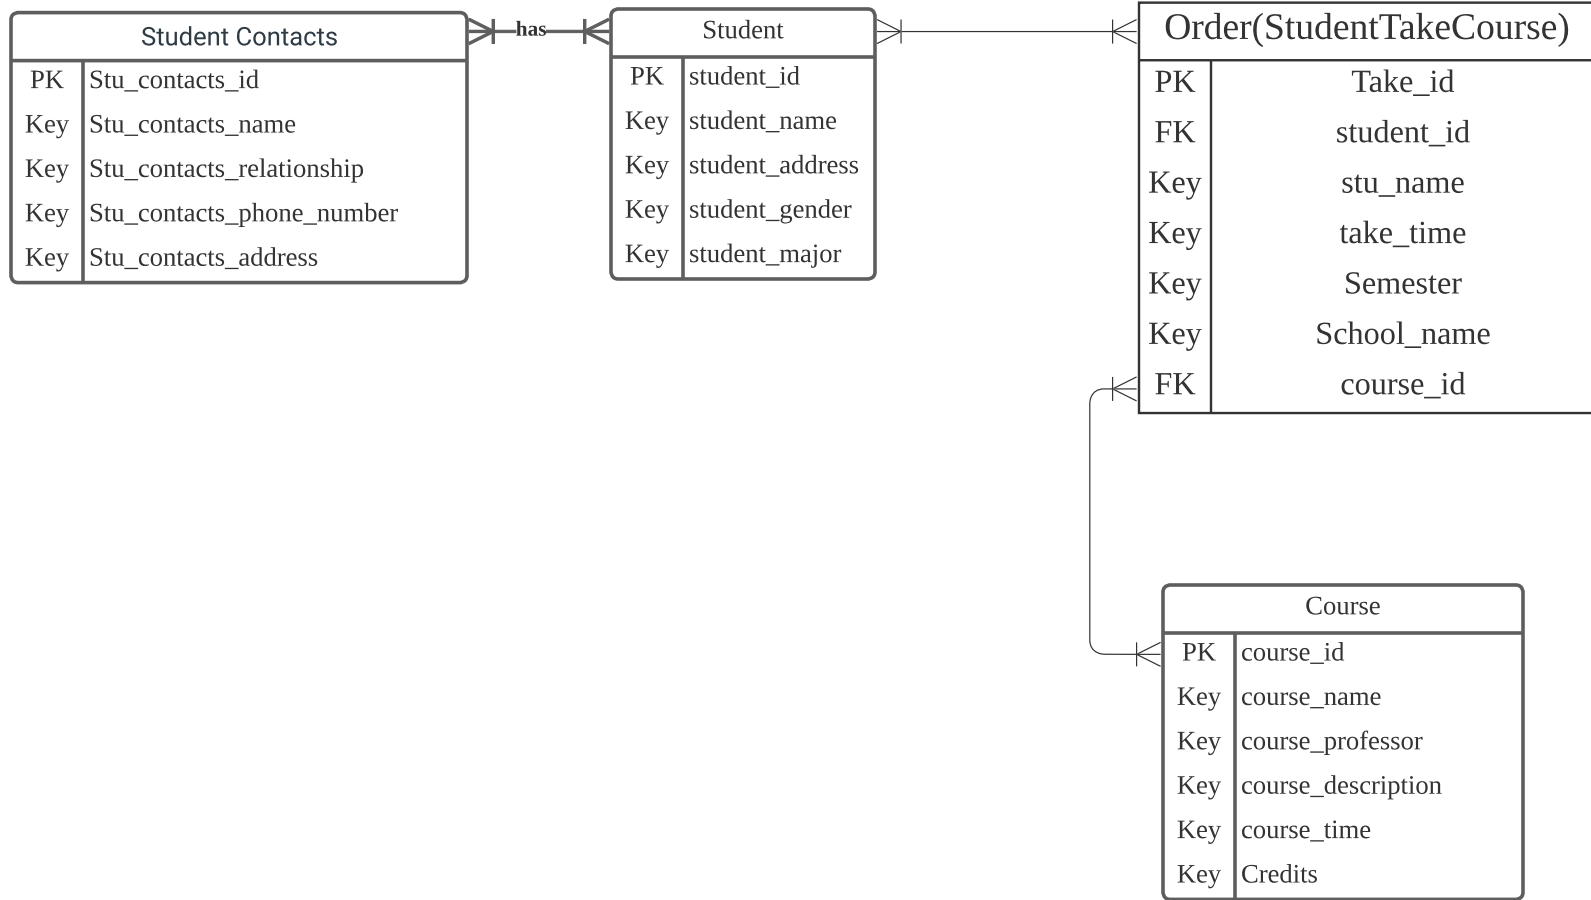 Student Contacts
PK Stu_contacts_id
Key Stu_contacts_name
Key Stu_contacts_relationship
Key Stu_contacts_phone_number
Key Stu_contacts_address
has
Student
PK student_id
Key student_name
Key student_address
Key student_gender
Key student_major
Order(StudentTakeCourse)
PK Take_id
FK student_id
Key stu_name
Key take_time
Key Semester
Key School_name
FK course_id
Course
PK course_id
Key course_name
Key course_professor
Key course_description
Key course_time
Key Credits